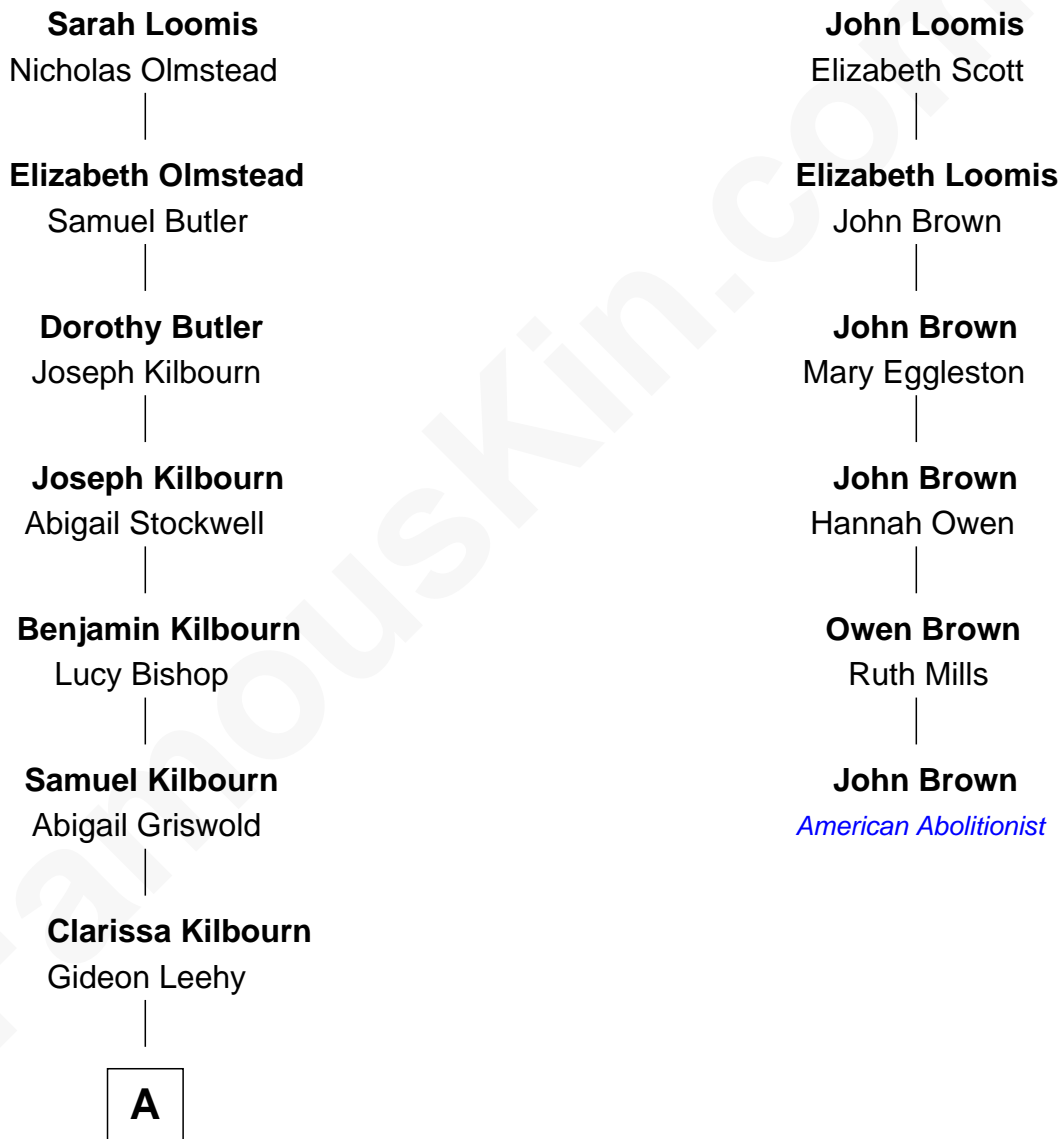 Sarah Loomis
Nicholas Olmstead
Elizabeth Olmstead
Samuel Butler
Dorothy Butler
Joseph Kilbourn
Joseph Kilbourn
Abigail Stockwell
Benjamin Kilbourn
Lucy Bishop
Samuel Kilbourn
Abigail Griswold
Clarissa Kilbourn
Gideon Leehy
A
John Loomis
Elizabeth Scott
Elizabeth Loomis
John Brown
John Brown
Mary Eggleston
John Brown
Hannah Owen
Owen Brown
Ruth Mills
John Brown
American Abolitionist
FamousKin.com